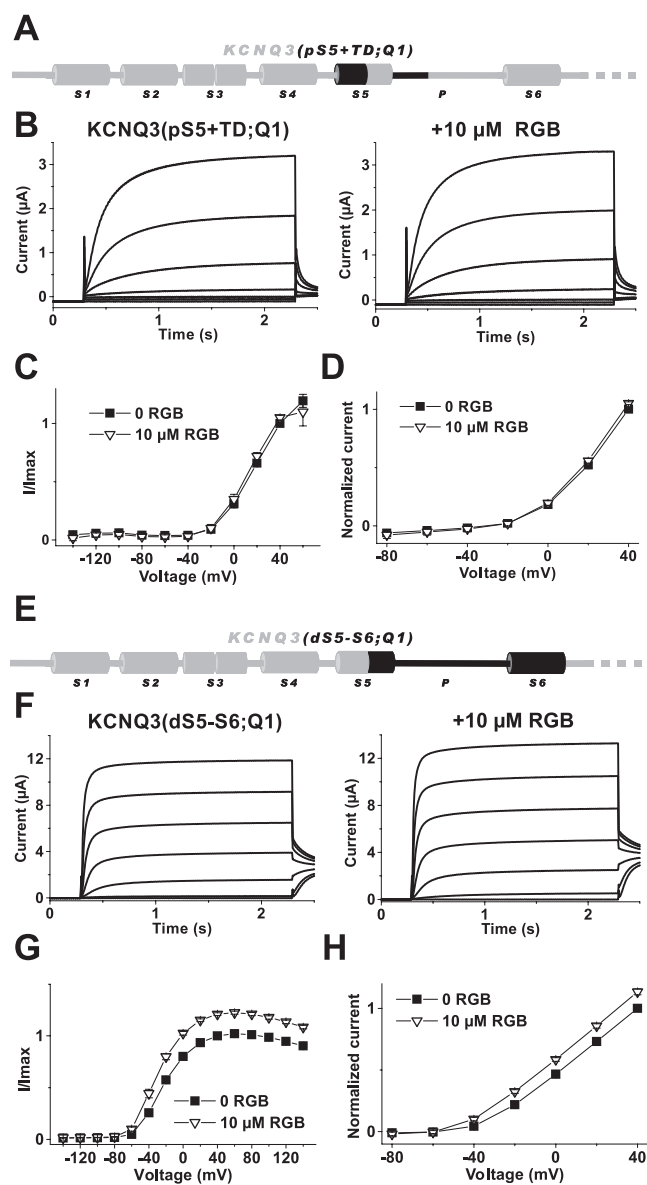 A
KCNQ3(pS5+TD;Q1)
S1 S2 S3 S4 S5 P S6
B
KCNQ3(pS5+TD;Q1)
+10 µM RGB
Current (µA)
3
2
1
0
0 1 2
Time (s)
Current (µA)
3
2
1
0
0 1 2
Time (s)
C
I/Imax
1
0
0 RGB
10 µM RGB
-120 -80 -40 0 40
Voltage (mV)
D
Normalized current
1
0
0 RGB
10 µM RGB
-80 -40 0 40
Voltage (mV)
E
KCNQ3(dS5-S6;Q1)
S1 S2 S3 S4 S5 P S6
F
KCNQ3(dS5-S6;Q1)
+10 µM RGB
Current (µA)
12
8
4
0
0 1 2
Time (s)
Current (µA)
12
8
4
0
0 1 2
Time (s)
G
I/Imax
1
0
0 RGB
10 µM RGB
-120 -80 -40 0 40 80 120
Voltage (mV)
H
Normalized current
1
0
0 RGB
10 µM RGB
-80 -40 0 40
Voltage (mV)